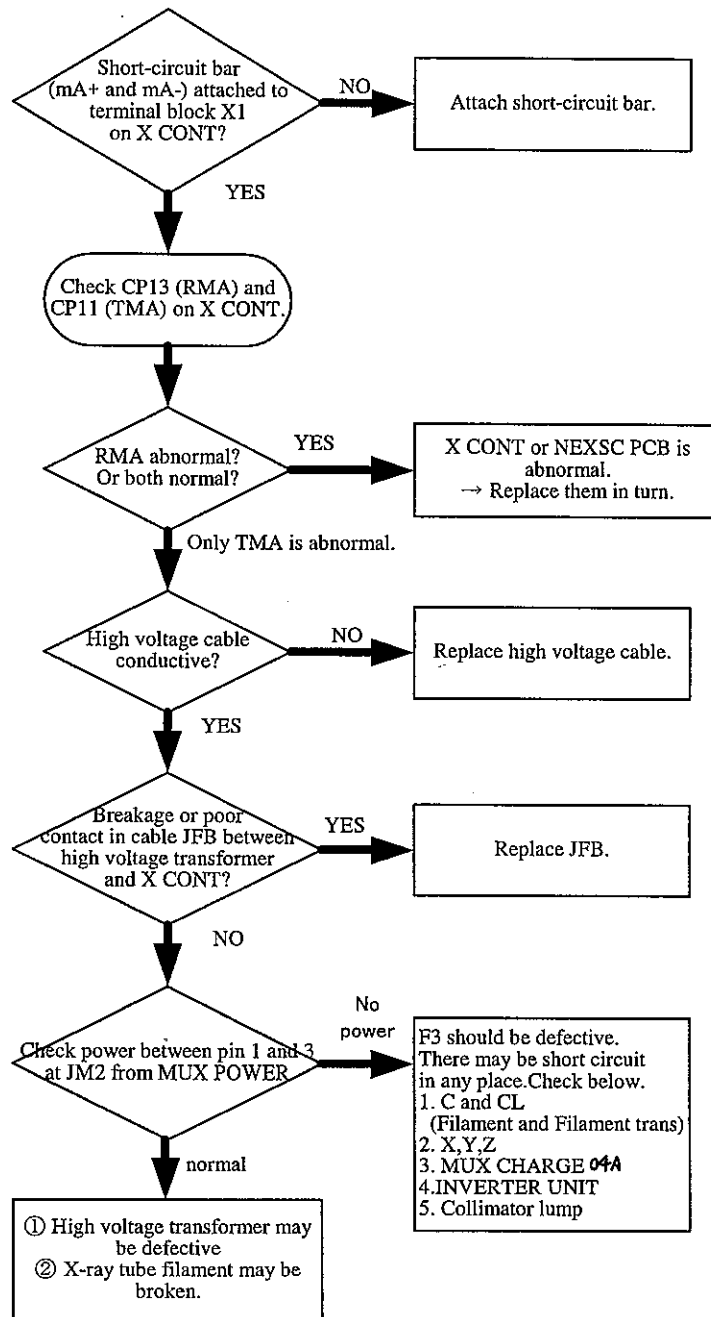 Short-circuit bar
(mA+ and mA-) attached to
terminal block X1
on X CONT?
NO
Attach short-circuit bar.
YES
Check CP13 (RMA) and
CP11 (TMA) on X CONT.
RMA abnormal?
Or both normal?
YES
X CONT or NEXSC PCB is
abnormal.
→ Replace them in turn.
Only TMA is abnormal.
High voltage cable
conductive?
NO
Replace high voltage cable.
YES
Breakage or poor
contact in cable JFB between
high voltage transformer
and X CONT?
YES
Replace JFB.
NO
Check power between pin 1 and 3
at JM2 from MUX POWER
No
power
F3 should be defective.
There may be short circuit
in any place.Check below.
1. C and CL
(Filament and Filament trans)
2. X,Y,Z
3. MUX CHARGE 04A
4.INVERTER UNIT
5. Collimator lump
normal
① High voltage transformer may
be defective
② X-ray tube filament may be
broken.